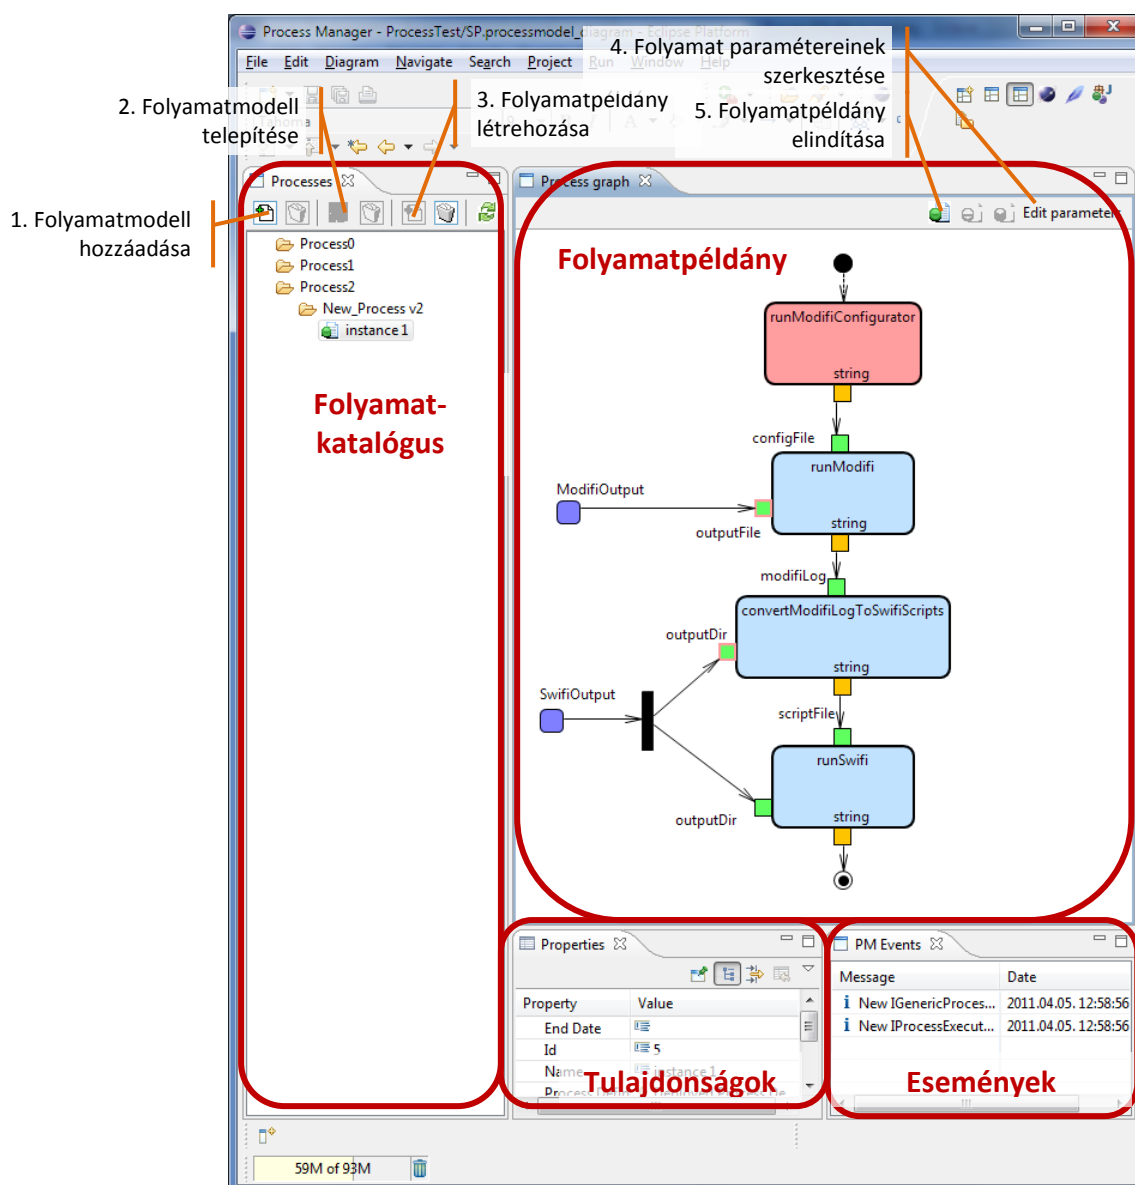 Process Manager - ProcessTest/SP.processmodel_diagram - Eclipse Platform
File Edit Diagram Navigate Search Project Run Window Help
4. Folyamat paramétereinek
szerkesztése
2. Folyamatmodell
telepítése
3. Folyamatpéldány
létrehozása
5. Folyamatpéldány
elindítása
1. Folyamatmodell
hozzáadása
Processes
Process0
Process1
Process2
New_Process v2
instance 1
Folyamat-
katalógus
Process graph
Edit parameters
Folyamatpéldány
runModifiConfigurator
string
configFile
runModifi
ModifiOutput
outputFile
string
modifiLog
convertModifiLogToSwifiScripts
outputDir
string
SwifiOutput
scriptFile
runSwifi
outputDir
string
Properties
Property Value
End Date
Id 5
Name instance 1
Tulajdonságok
PM Events
Message Date
New IGenericProces... 2011.04.05. 12:58:56
New IProcessExecut... 2011.04.05. 12:58:56
Események
59M of 93M